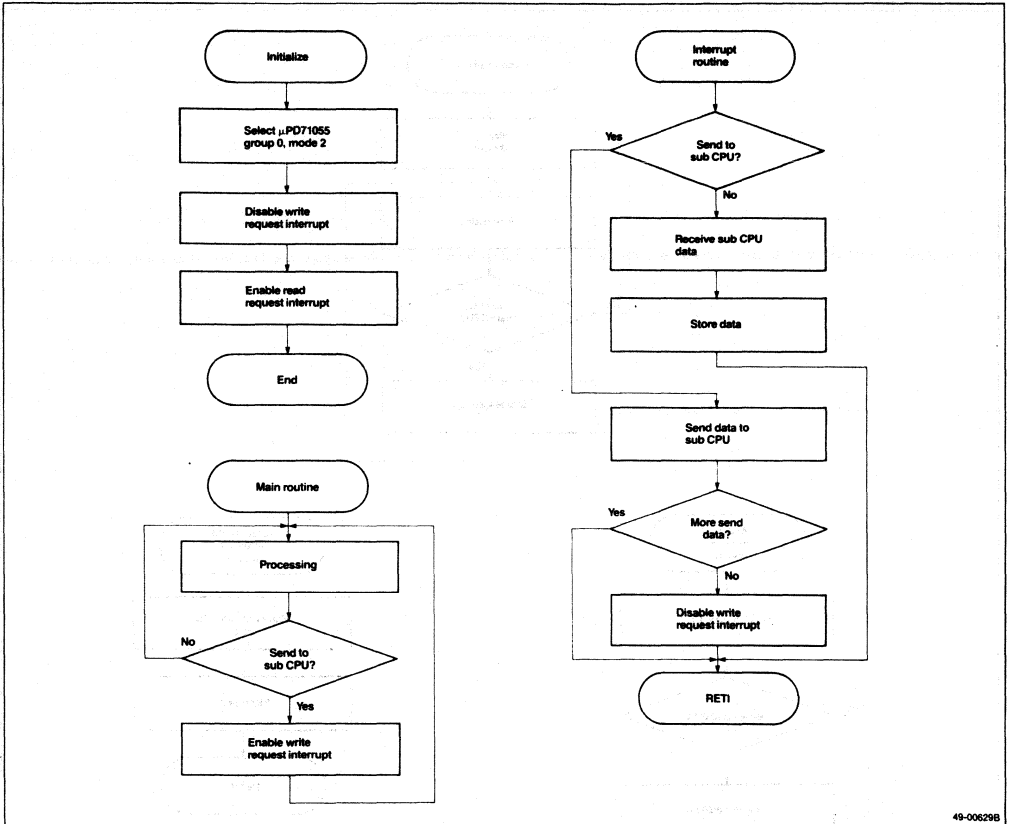 Initialize
Select μPD71055
group 0, mode 2
Disable write
request interrupt
Enable read
request interrupt
End
Main routine
Processing
No
Send to
sub CPU?
Yes
Enable write
request interrupt
Interrupt
routine
Yes
Send to
sub CPU?
No
Receive sub CPU
data
Store data
Send data to
sub CPU
Yes
More send
data?
No
Disable write
request interrupt
RETI
49-00629B